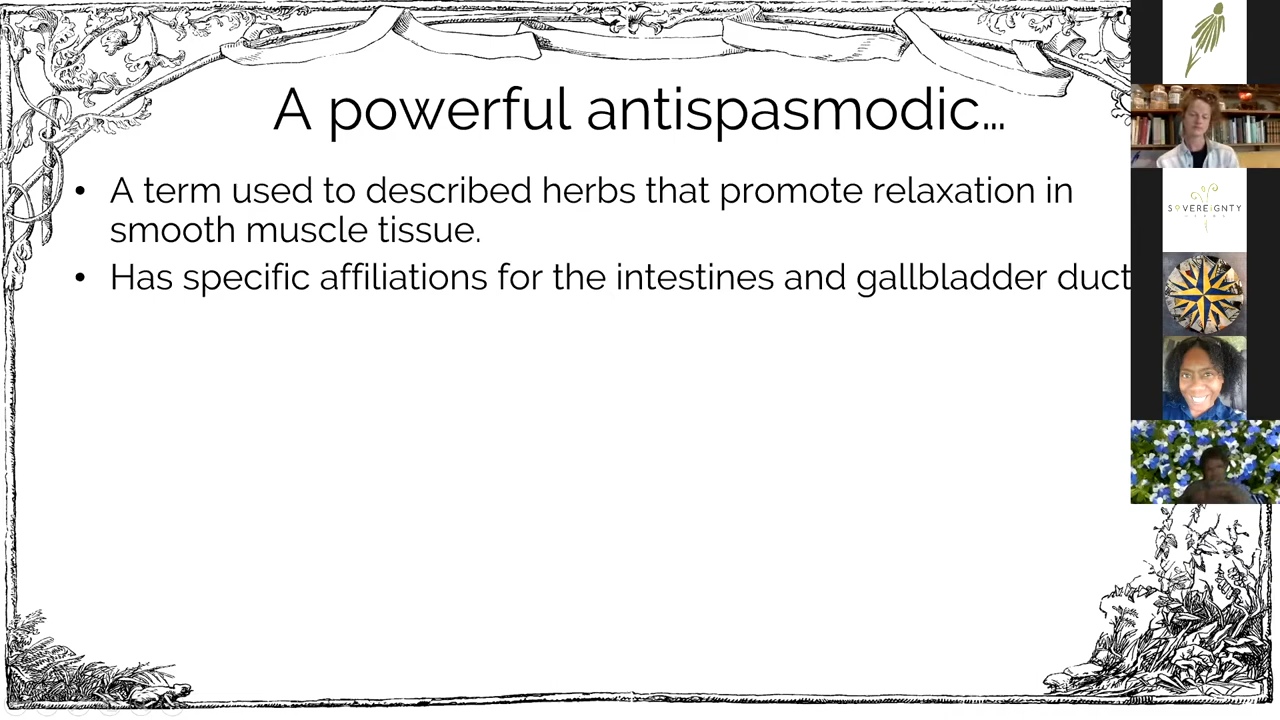 A powerful antispasmodic…
• A term used to described herbs that promote relaxation in
smooth muscle tissue.
• Has specific affiliations for the intestines and gallbladder duct
SOVEREIGNTY
HERBS